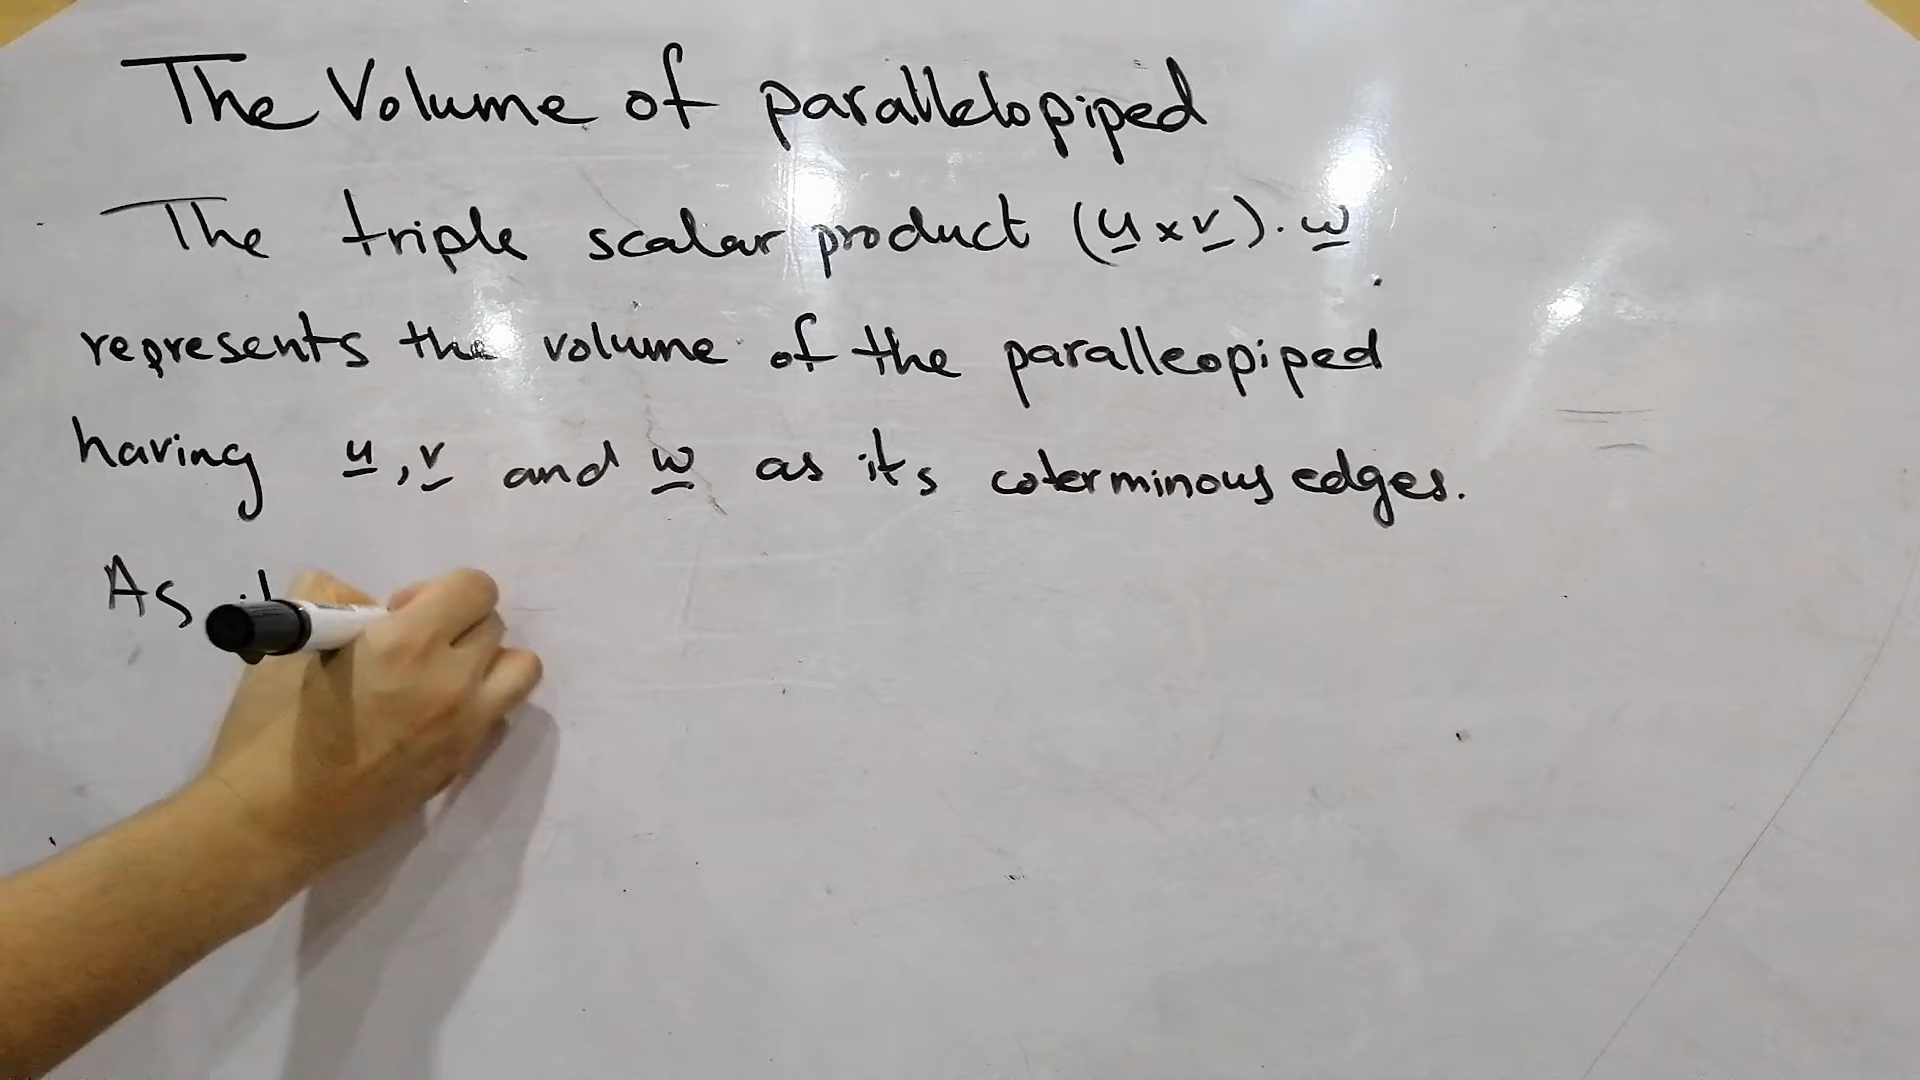 The Volume of parallelopiped
The triple scalar product (u x v). w
represents the volume of the paralleopiped
having u, v and w as its coterminous edges.
As